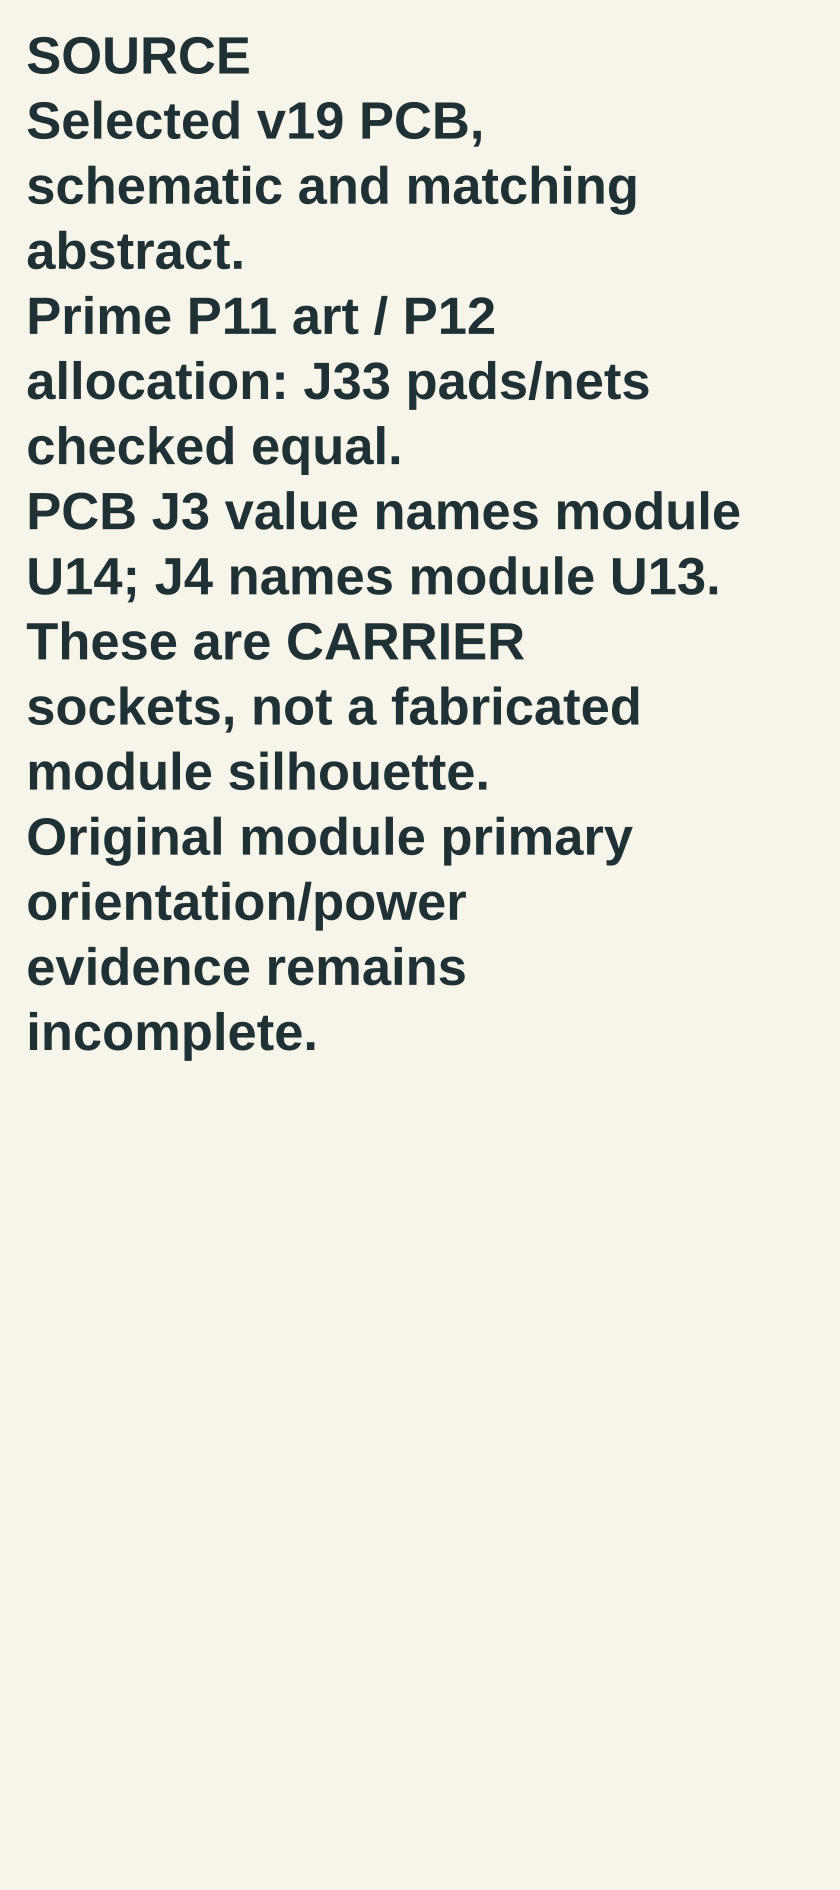 SOURCE
Selected v19 PCB,
schematic and matching
abstract.
Prime P11 art / P12
allocation: J33 pads/nets
checked equal.
PCB J3 value names module
U14; J4 names module U13.
These are CARRIER
sockets, not a fabricated
module silhouette.
Original module primary
orientation/power
evidence remains
incomplete.